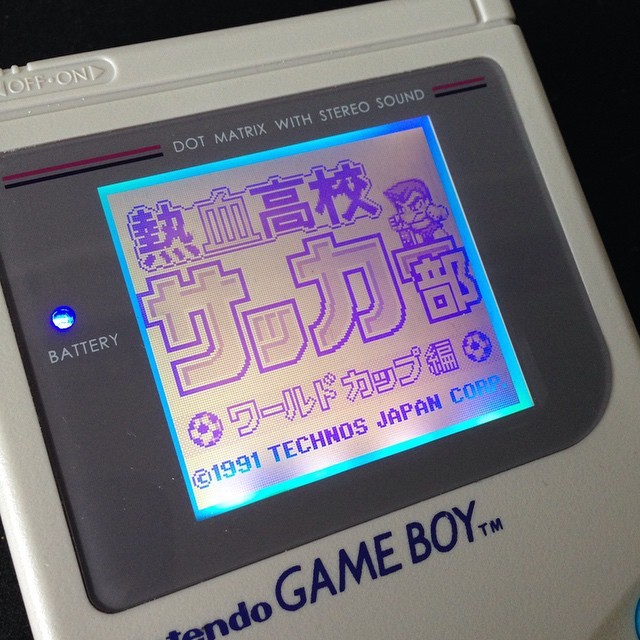 OFF•ON
DOT MATRIX WITH STEREO SOUND
熱血高校
サッカー部
ワールドカップ編
©1991 TECHNOS JAPAN CORP.
BATTERY
Nintendo GAME BOY™